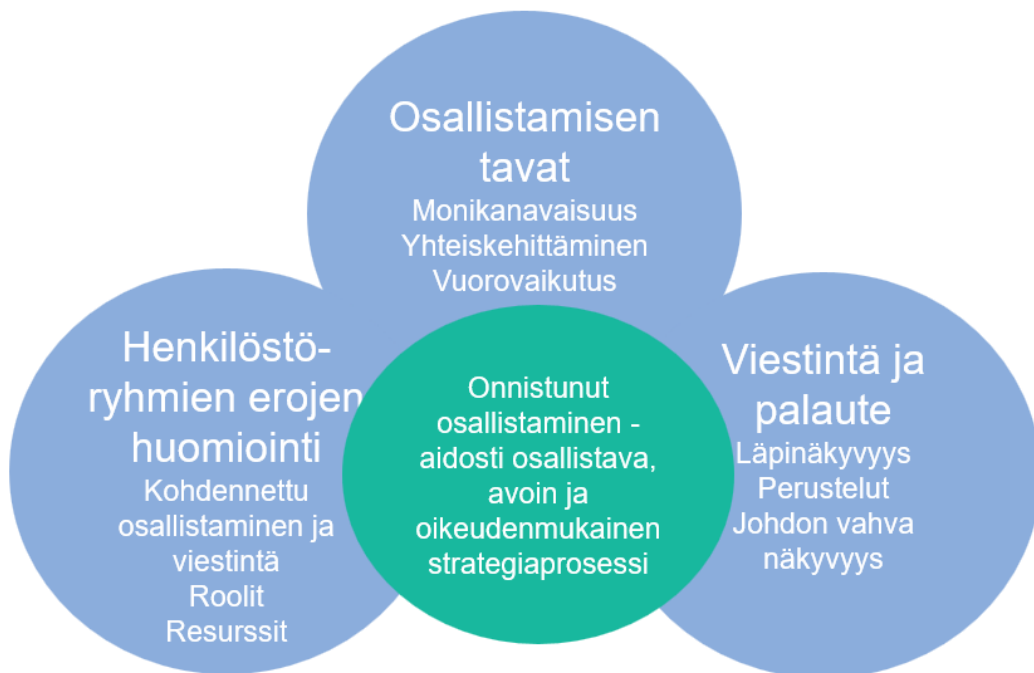 Osallistamisen
tavat
Monikanavaisuus
Yhteiskehittäminen
Vuorovaikutus
Henkilöstö-
ryhmien erojen
huomiointi
Kohdennettu
osallistaminen ja
viestintä
Roolit
Resurssit
Onnistunut
osallistaminen -
aidosti osallistava,
avoin ja
oikeudenmukainen
strategiaprosessi
Viestintä ja
palaute
Läpinäkyvyys
Perustelut
Johdon vahva
näkyvyys